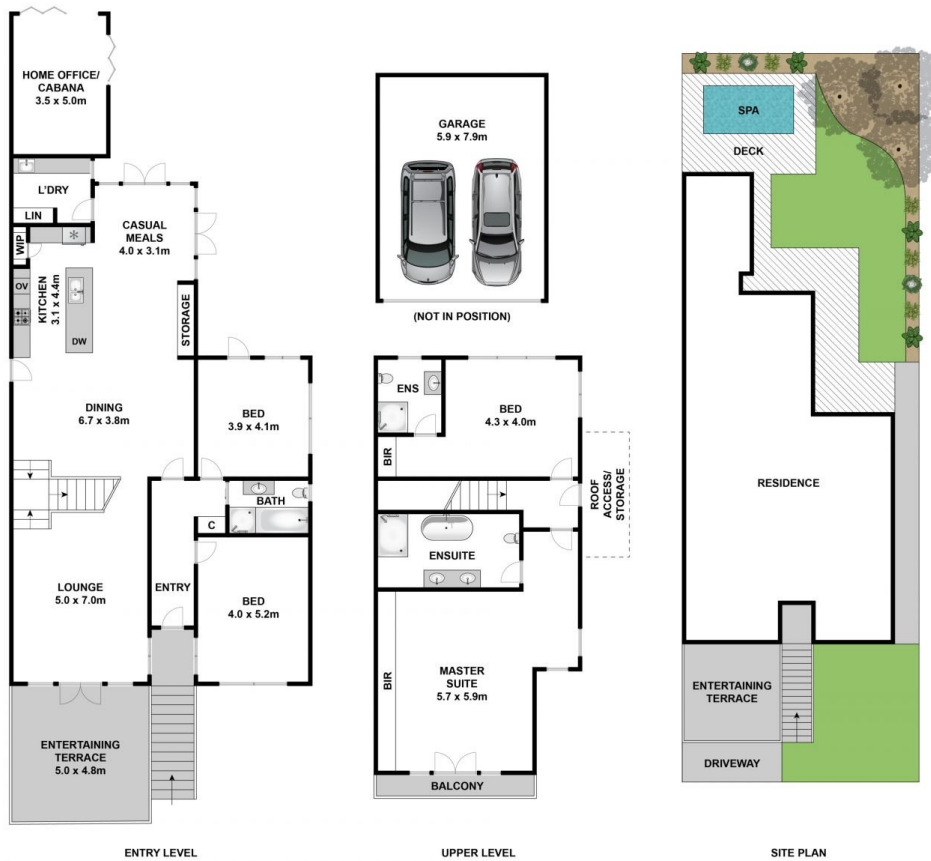 HOME OFFICE/
CABANA
3.5 x 5.0m
L'DRY
LIN
WIP
CASUAL
MEALS
4.0 x 3.1m
OV
KITCHEN
3.1 x 4.4m
DW
STORAGE
DINING
6.7 x 3.8m
BED
3.9 x 4.1m
BATH
C
LOUNGE
5.0 x 7.0m
ENTRY
BED
4.0 x 5.2m
ENTERTAINING
TERRACE
5.0 x 4.8m
ENTRY LEVEL
GARAGE
5.9 x 7.9m
(NOT IN POSITION)
ENS
BED
4.3 x 4.0m
BIR
ROOF
ACCESS/
STORAGE
ENSUITE
BIR
MASTER
SUITE
5.7 x 5.9m
BALCONY
UPPER LEVEL
SPA
DECK
RESIDENCE
ENTERTAINING
TERRACE
DRIVEWAY
SITE PLAN